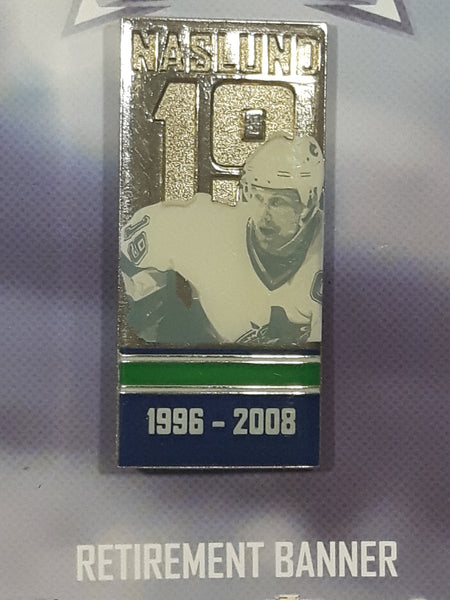 NASLUND
19
1996 - 2008
RETIREMENT BANNER